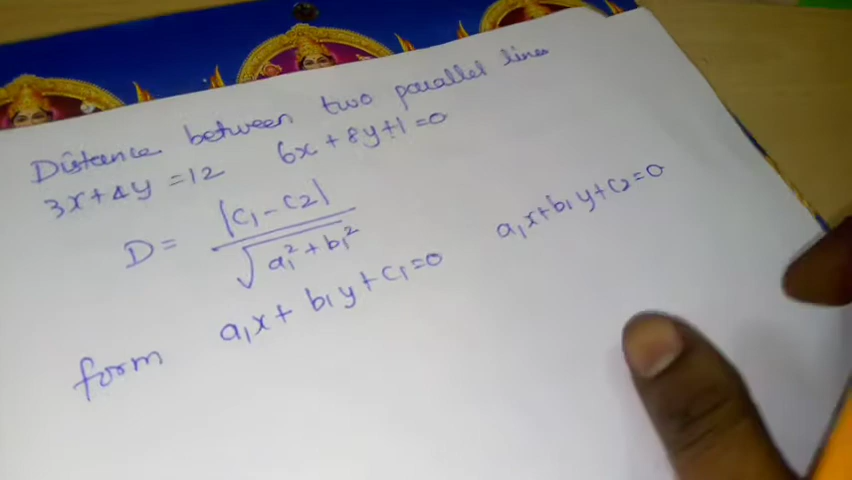 Distance between two parallel lines
3x+4y =12 6x + 8y+1=0
D = |c₁-c₂| / √a₁²+b₁²
form a₁x + b₁y+c₁=0 a₁x+b₁y+c₂=0